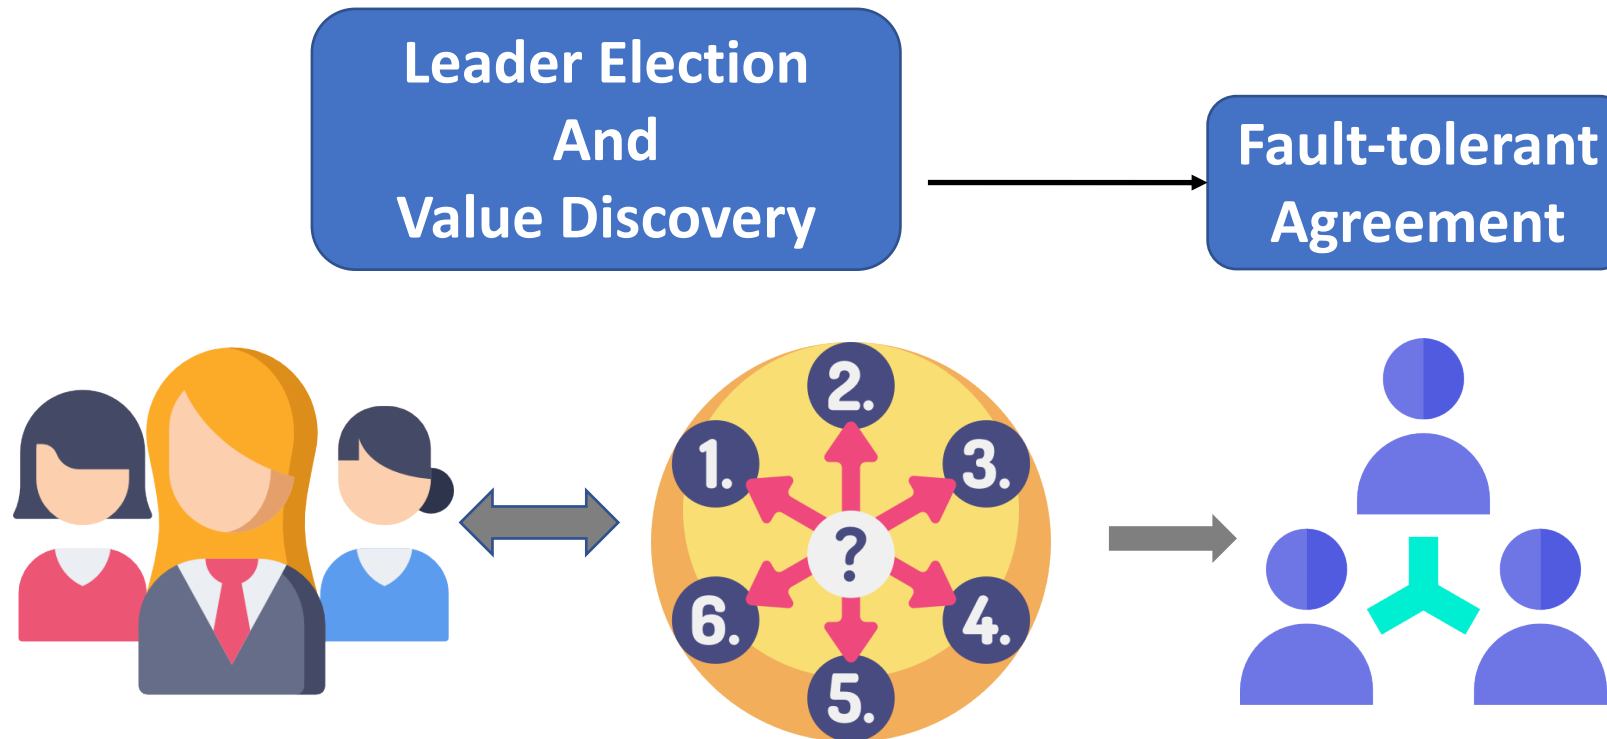 Leader Election
And
Value Discovery
Fault-tolerant
Agreement
2.
1.
3.
?
6.
4.
5.